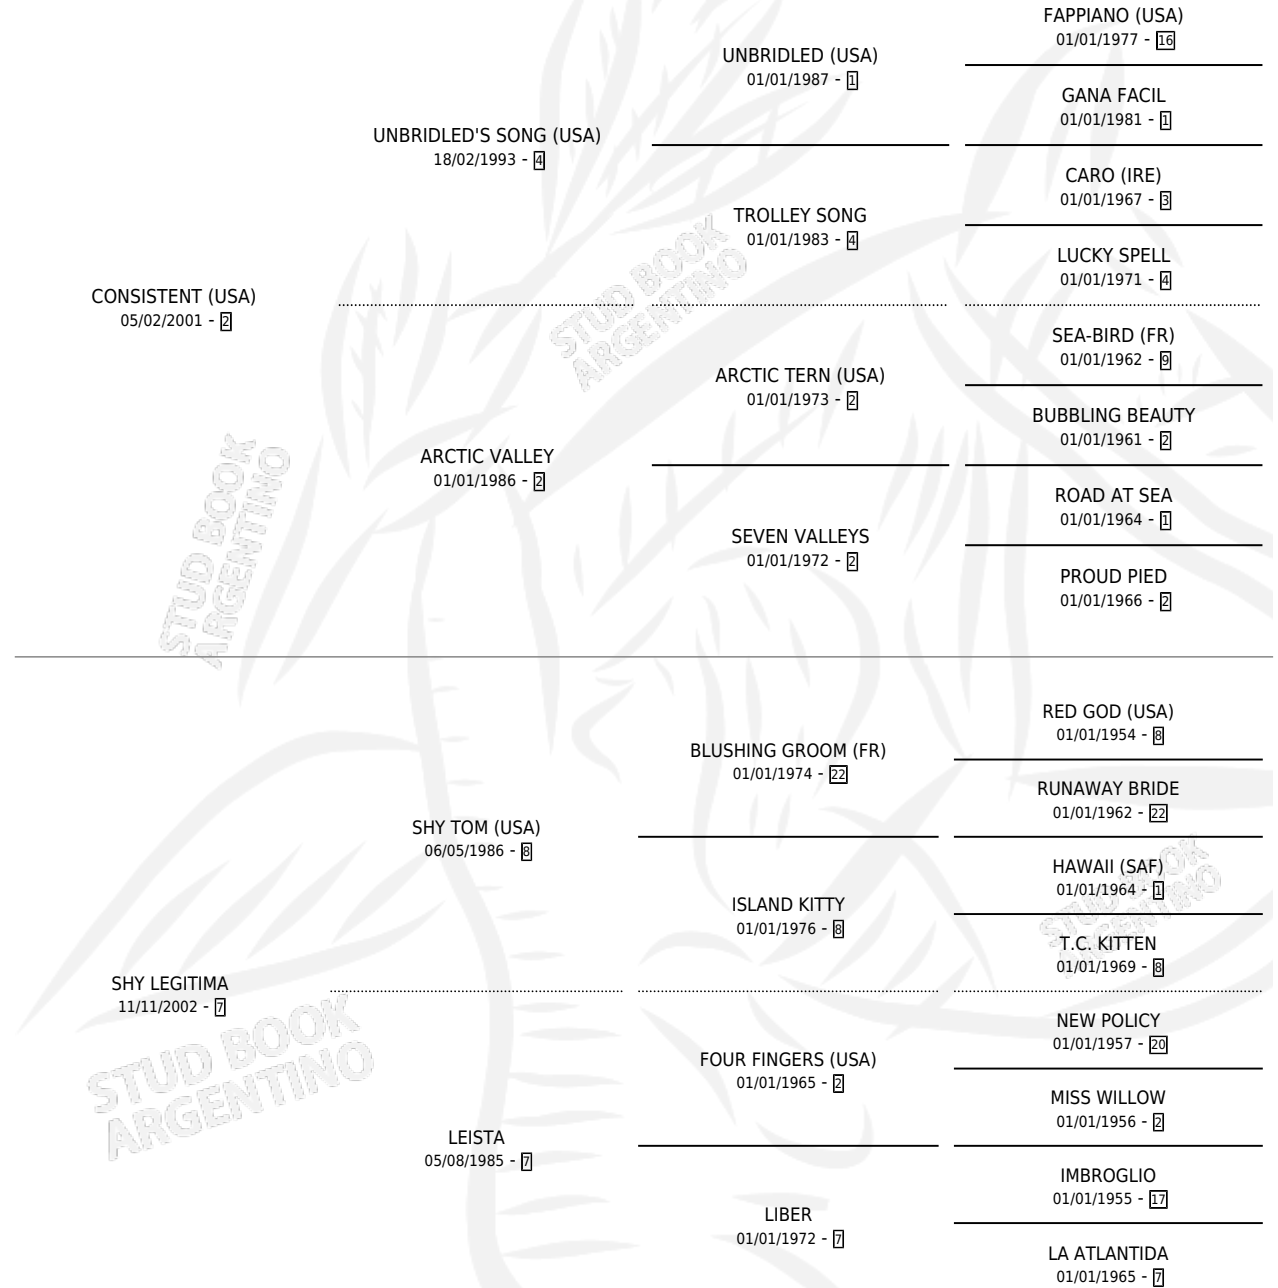 FAPPIANO (USA)
01/01/1977 - 16
UNBRIDLED (USA)
01/01/1987 - 1
GANA FACIL
01/01/1981 - 1
UNBRIDLED'S SONG (USA)
18/02/1993 - 4
CARO (IRE)
01/01/1967 - 3
TROLLEY SONG
01/01/1983 - 4
LUCKY SPELL
01/01/1971 - 4
CONSISTENT (USA)
05/02/2001 - 2
SEA-BIRD (FR)
01/01/1962 - 9
ARCTIC TERN (USA)
01/01/1973 - 2
BUBBLING BEAUTY
01/01/1961 - 2
ARCTIC VALLEY
01/01/1986 - 2
ROAD AT SEA
01/01/1964 - 1
SEVEN VALLEYS
01/01/1972 - 2
PROUD PIED
01/01/1966 - 2
RED GOD (USA)
01/01/1954 - 8
BLUSHING GROOM (FR)
01/01/1974 - 22
RUNAWAY BRIDE
01/01/1962 - 22
SHY TOM (USA)
06/05/1986 - 8
HAWAII (SAF)
01/01/1964 - 1
ISLAND KITTY
01/01/1976 - 8
T.C. KITTEN
01/01/1969 - 8
SHY LEGITIMA
11/11/2002 - 7
NEW POLICY
01/01/1957 - 20
FOUR FINGERS (USA)
01/01/1965 - 2
MISS WILLOW
01/01/1956 - 2
LEISTA
05/08/1985 - 7
IMBROGLIO
01/01/1955 - 17
LIBER
01/01/1972 - 7
LA ATLANTIDA
01/01/1965 - 7
STUD BOOK
ARGENTINO
STUD BOOK
ARGENTINO
STUD BOOK
ARGENTINO
STUD BOOK
ARGENTINO